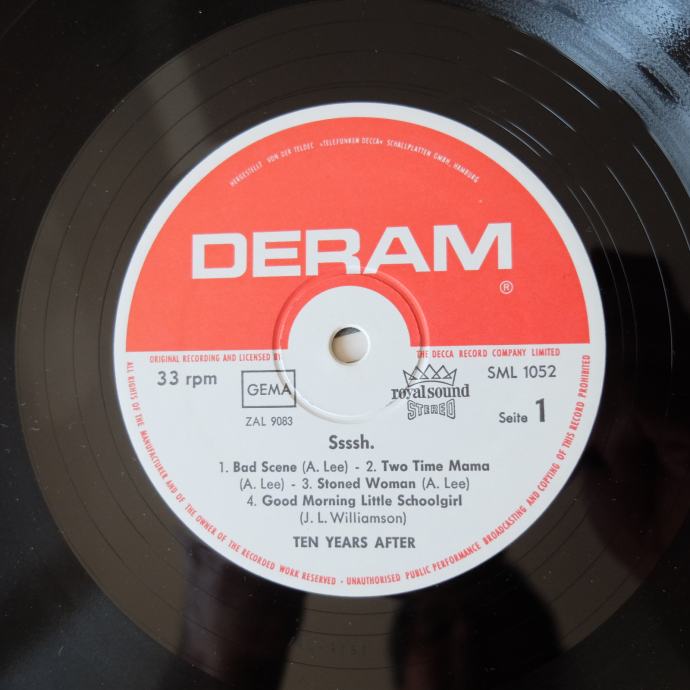 HERGESTELLT VON DER TELDEC »TELEFUNKEN DECCA« SCHALLPLATTEN GMBH, HAMBURG
DERAM
®
ORIGINAL RECORDING AND LICENSED BY THE DECCA RECORD COMPANY LIMITED
33 rpm
GEMA
royalsound
STEREO
SML 1052
ZAL 9083
Seite 1
Ssssh.
1. Bad Scene (A. Lee) - 2. Two Time Mama
(A. Lee) - 3. Stoned Woman (A. Lee)
4. Good Morning Little Schoolgirl
(J. L. Williamson)
TEN YEARS AFTER
ALL RIGHTS OF THE MANUFACTURER AND OF THE OWNER OF THE RECORDED WORK RESERVED · UNAUTHORISED PUBLIC PERFORMANCE BROADCASTING AND COPYING OF THIS RECORD PROHIBITED